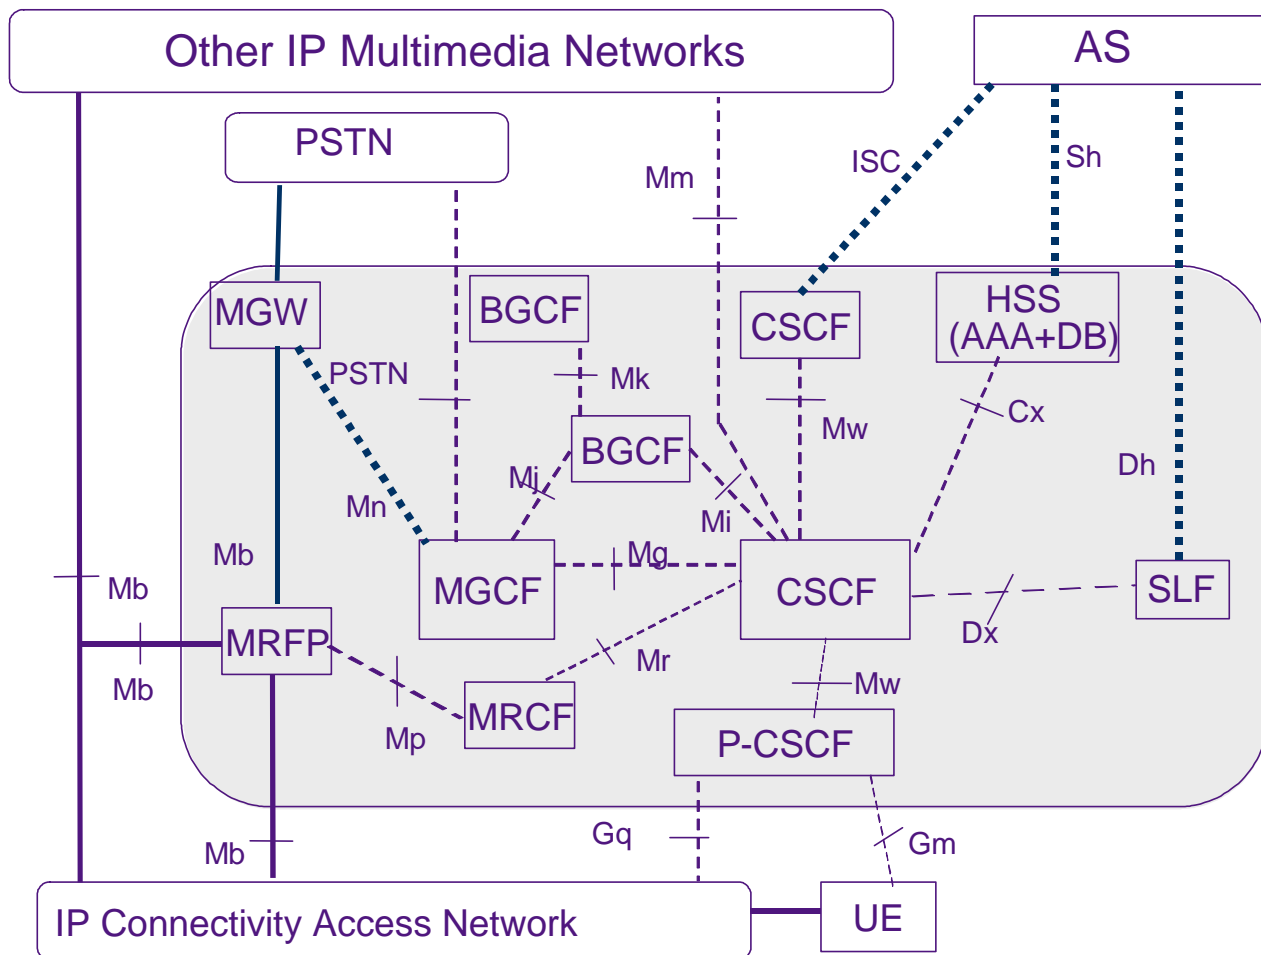 Other IP Multimedia Networks
AS
PSTN
ISC
Sh
Mm
MGW
BGCF
CSCF
HSS
(AAA+DB)
PSTN
Mk
Mw
Cx
BGCF
Dh
Mj
Mn
Mi
Mb
Mg
Mb
MGCF
CSCF
SLF
MRFP
Dx
Mr
Mb
Mw
MRCF
Mp
P-CSCF
Gq
Gm
Mb
IP Connectivity Access Network
UE